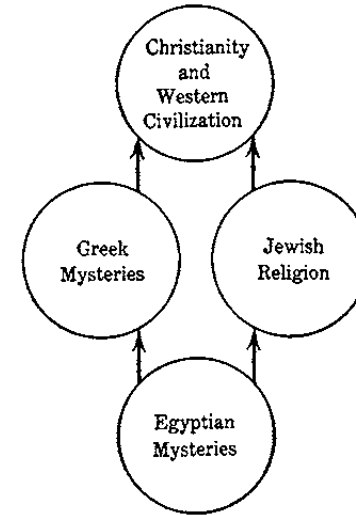 Christianity
and
Western
Civilization
Greek
Mysteries
Jewish
Religion
Egyptian
Mysteries